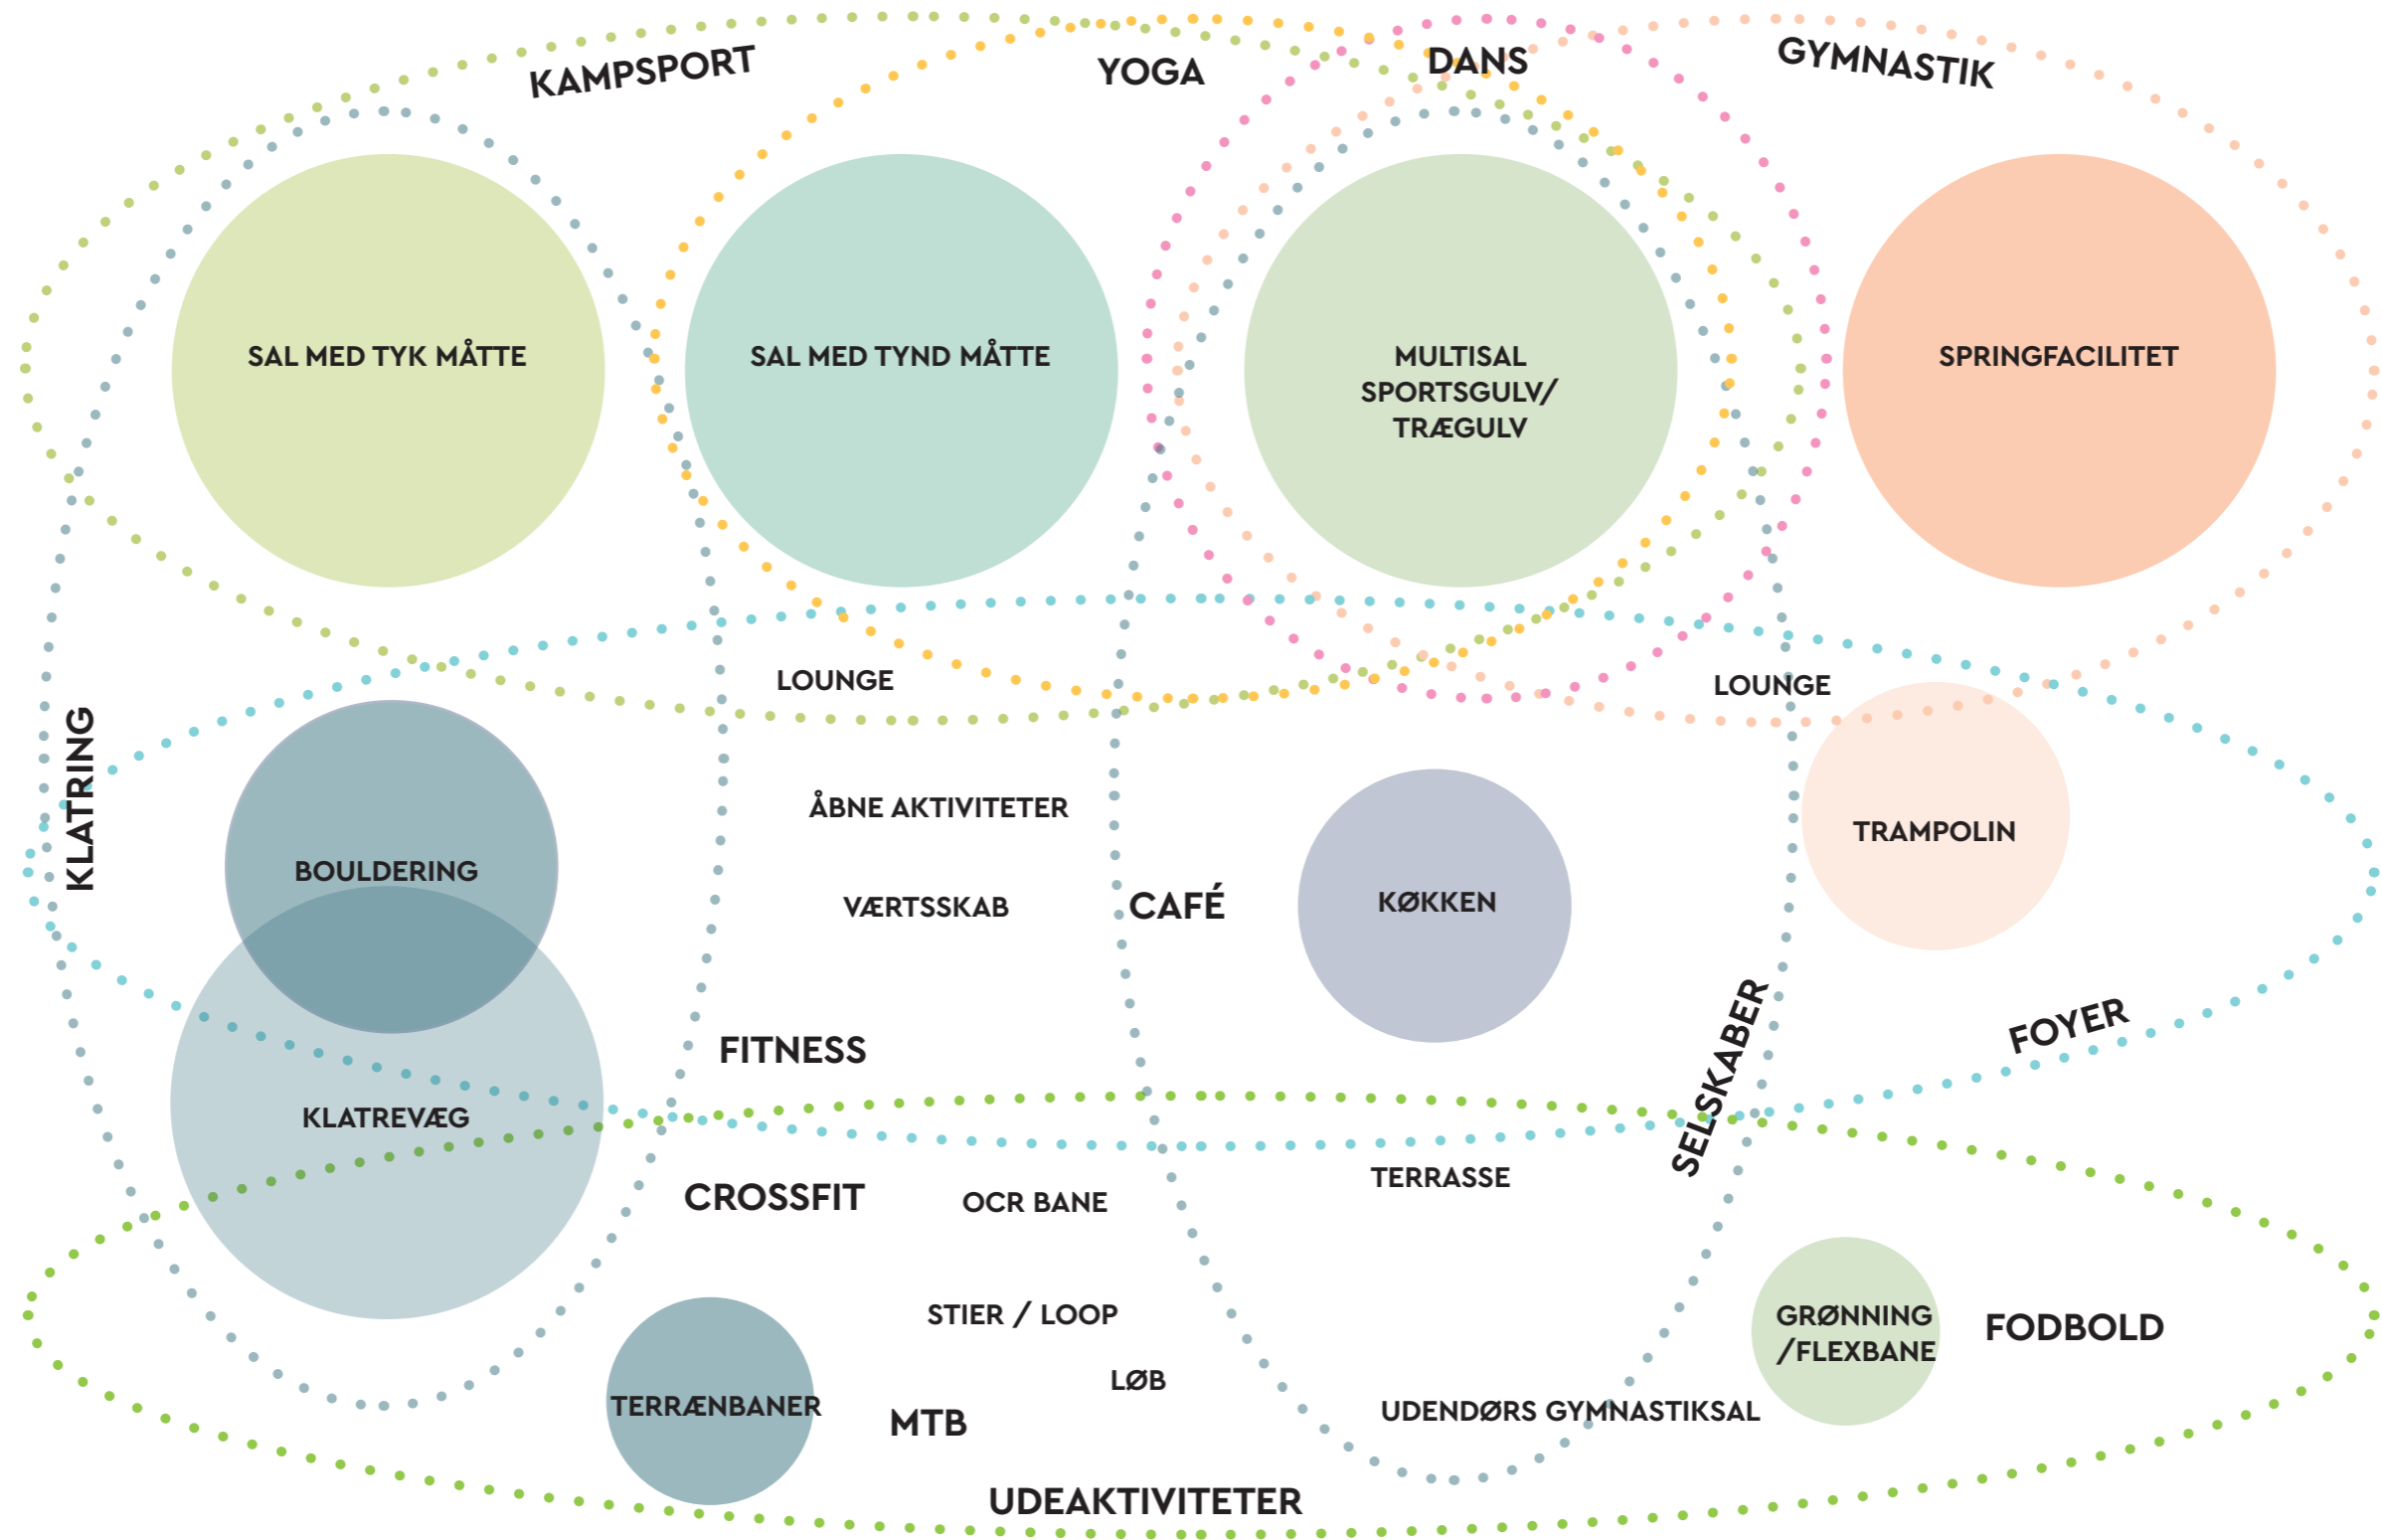 KAMPSPORT
YOGA
DANS
GYMNASTIK
SAL MED TYK MÅTTE
SAL MED TYND MÅTTE
MULTISAL
SPORTSGULV/
TRÆGULV
SPRINGFACILITET
LOUNGE
LOUNGE
KLATRING
BOULDERING
ÅBNE AKTIVITETER
VÆRTSSKAB
CAFÉ
KØKKEN
TRAMPOLIN
FITNESS
SELSKABER
FOYER
KLATREVÆG
CROSSFIT
OCR BANE
TERRASSE
STIER / LOOP
GRØNNING
/FLEXBANE
FODBOLD
TERRÆNBANER
LØB
MTB
UDENDØRS GYMNASTIKSAL
UDEAKTIVITETER